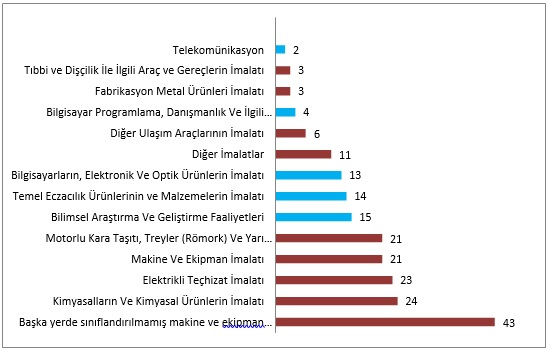 Telekomünikasyon 2
Tıbbi ve Dişçilik İle İlgili Araç ve Gereçlerin İmalatı 3
Fabrikasyon Metal Ürünleri İmalatı 3
Bilgisayar Programlama, Danışmanlık Ve İlgili... 4
Diğer Ulaşım Araçlarının İmalatı 6
Diğer İmalatlar 11
Bilgisayarların, Elektronik Ve Optik Ürünlerin İmalatı 13
Temel Eczacılık Ürünlerinin ve Malzemelerin İmalatı 14
Bilimsel Araştırma Ve Geliştirme Faaliyetleri 15
Motorlu Kara Taşıtı, Treyler (Römork) Ve Yarı... 21
Makine Ve Ekipman İmalatı 21
Elektrikli Teçhizat İmalatı 23
Kimyasalların Ve Kimyasal Ürünlerin İmalatı 24
Başka yerde sınıflandırılmamış makine ve ekipman... 43